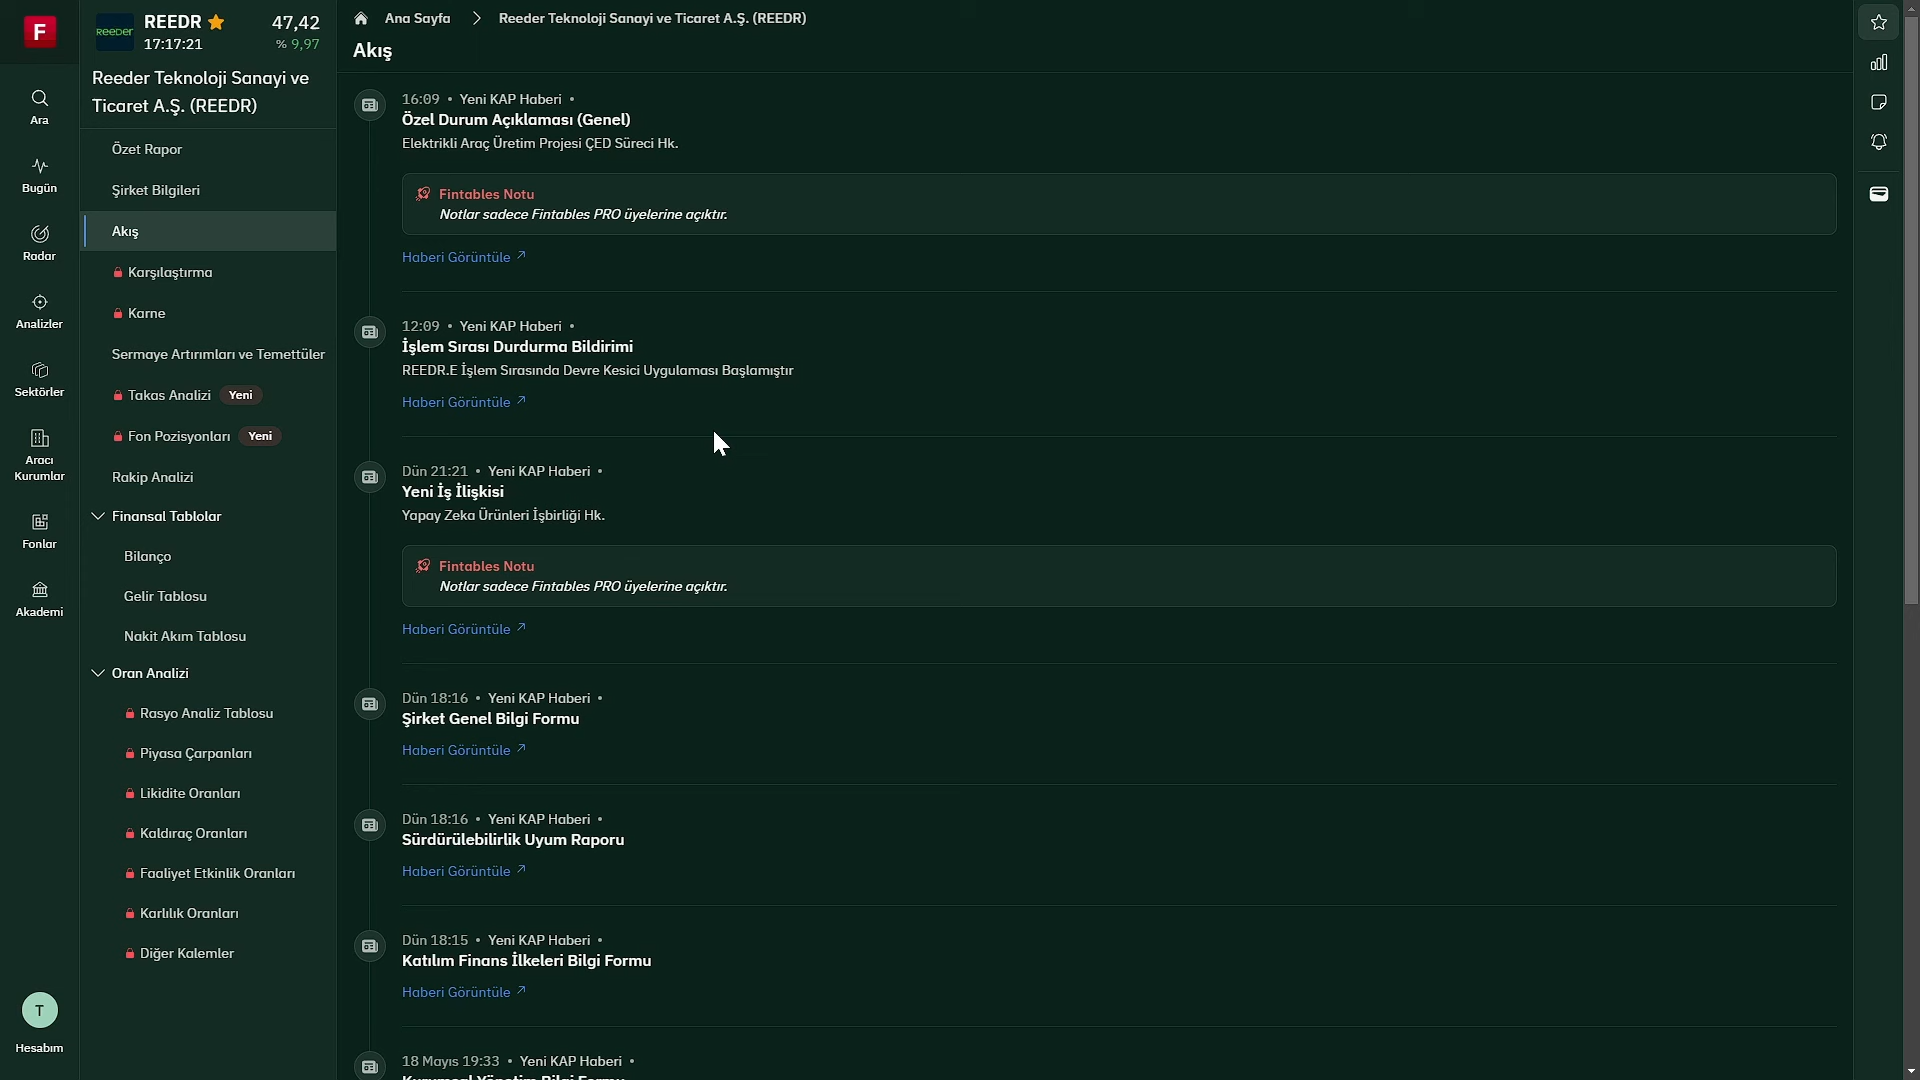 F
Ara
Bugün
Radar
Analizler
Sektörler
Aracı
Kurumlar
Fonlar
Akademi
T
Hesabım
Reeder
REEDR
47,42
17:17:21
% 9,97
Reeder Teknoloji Sanayi ve
Ticaret A.Ş. (REEDR)
Özet Rapor
Şirket Bilgileri
Akış
Karşılaştırma
Karne
Sermaye Artırımları ve Temettüler
Takas Analizi Yeni
Fon Pozisyonları Yeni
Rakip Analizi
Finansal Tablolar
Bilanço
Gelir Tablosu
Nakit Akım Tablosu
Oran Analizi
Rasyo Analiz Tablosu
Piyasa Çarpanları
Likidite Oranları
Kaldıraç Oranları
Faaliyet Etkinlik Oranları
Karlılık Oranları
Diğer Kalemler
Ana Sayfa > Reeder Teknoloji Sanayi ve Ticaret A.Ş. (REEDR)
Akış
16:09 • Yeni KAP Haberi •
Özel Durum Açıklaması (Genel)
Elektrikli Araç Üretim Projesi ÇED Süreci Hk.
Fintables Notu
Notlar sadece Fintables PRO üyelerine açıktır.
Haberi Görüntüle
12:09 • Yeni KAP Haberi •
İşlem Sırası Durdurma Bildirimi
REEDR.E İşlem Sırasında Devre Kesici Uygulaması Başlamıştır
Haberi Görüntüle
Dün 21:21 • Yeni KAP Haberi •
Yeni İş İlişkisi
Yapay Zeka Ürünleri İşbirliği Hk.
Fintables Notu
Notlar sadece Fintables PRO üyelerine açıktır.
Haberi Görüntüle
Dün 18:16 • Yeni KAP Haberi •
Şirket Genel Bilgi Formu
Haberi Görüntüle
Dün 18:16 • Yeni KAP Haberi •
Sürdürülebilirlik Uyum Raporu
Haberi Görüntüle
Dün 18:15 • Yeni KAP Haberi •
Katılım Finans İlkeleri Bilgi Formu
Haberi Görüntüle
18 Mayıs 19:33 • Yeni KAP Haberi •
Kurumsal Yönetim Bilgi Formu